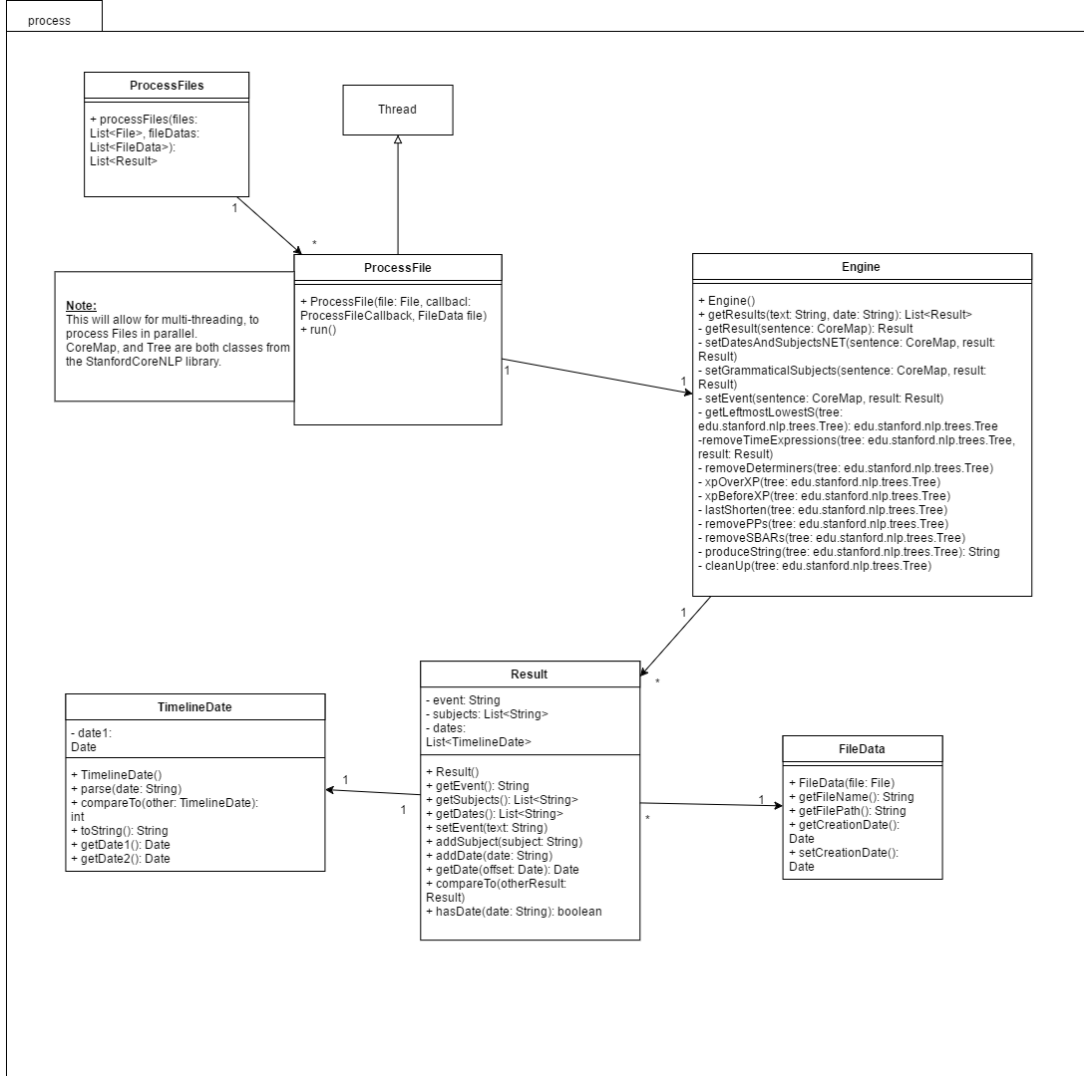 process
ProcessFiles
+ processFiles(files:
List<File>, fileDatas:
List<FileData>):
List<Result>
Thread
1
*
ProcessFile
+ ProcessFile(file: File, callbacl:
ProcessFileCallback, FileData file)
+ run()
Note:
This will allow for multi-threading, to
process Files in parallel.
CoreMap, and Tree are both classes from
the StanfordCoreNLP library.
1
1
Engine
+ Engine()
+ getResults(text: String, date: String): List<Result>
- getResult(sentence: CoreMap): Result
- setDatesAndSubjectsNET(sentence: CoreMap, result:
Result)
- setGrammaticalSubjects(sentence: CoreMap, result:
Result)
- setEvent(sentence: CoreMap, result: Result)
- getLeftmostLowestS(tree:
edu.stanford.nlp.trees.Tree): edu.stanford.nlp.trees.Tree
-removeTimeExpressions(tree: edu.stanford.nlp.trees.Tree,
result: Result)
- removeDeterminers(tree: edu.stanford.nlp.trees.Tree)
- xpOverXP(tree: edu.stanford.nlp.trees.Tree)
- xpBeforeXP(tree: edu.stanford.nlp.trees.Tree)
- lastShorten(tree: edu.stanford.nlp.trees.Tree)
- removePPs(tree: edu.stanford.nlp.trees.Tree)
- removeSBARs(tree: edu.stanford.nlp.trees.Tree)
- produceString(tree: edu.stanford.nlp.trees.Tree): String
- cleanUp(tree: edu.stanford.nlp.trees.Tree)
1
*
Result
- event: String
- subjects: List<String>
- dates:
List<TimelineDate>
+ Result()
+ getEvent(): String
+ getSubjects(): List<String>
+ getDates(): List<String>
+ setEvent(text: String)
+ addSubject(subject: String)
+ addDate(date: String)
+ getDate(offset: Date): Date
+ compareTo(otherResult:
Result)
+ hasDate(date: String): boolean
1
1
TimelineDate
- date1:
Date
+ TimelineDate()
+ parse(date: String)
+ compareTo(other: TimelineDate):
int
+ toString(): String
+ getDate1(): Date
+ getDate2(): Date
*
1
FileData
+ FileData(file: File)
+ getFileName(): String
+ getFilePath(): String
+ getCreationDate():
Date
+ setCreationDate():
Date